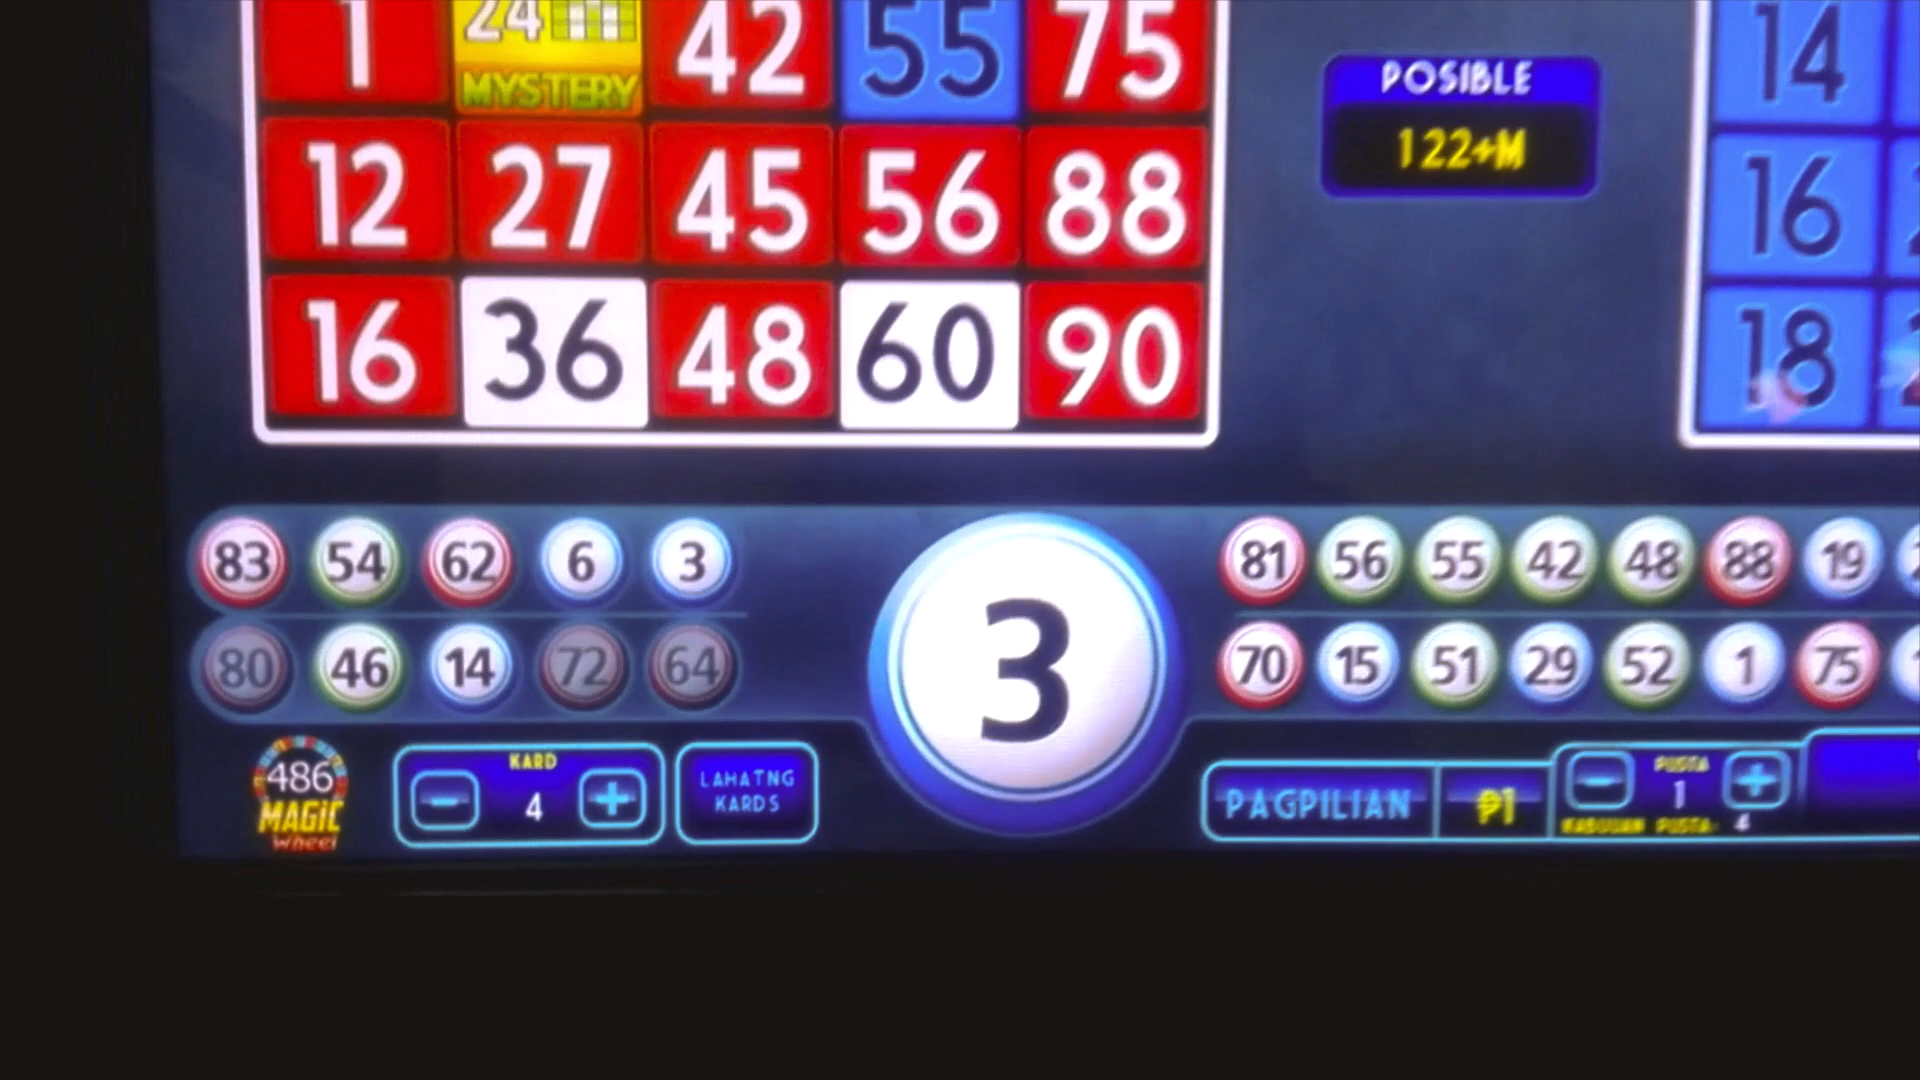 1 24 42 55 75
MYSTERY
12 27 45 56 88
16 36 48 60 90
POSIBLE
122+M
14
16
18
83 54 62 6 3
80 46 14 72 64
3
81 56 55 42 48 88 19
70 15 51 29 52 1 75
486
MAGIC
Wheel
KARD
- 4 +
LAHATNG
KARDS
PAGPILIAN
₱1
PUSTA
- 1 +
KABUUAN PUSTA: 4